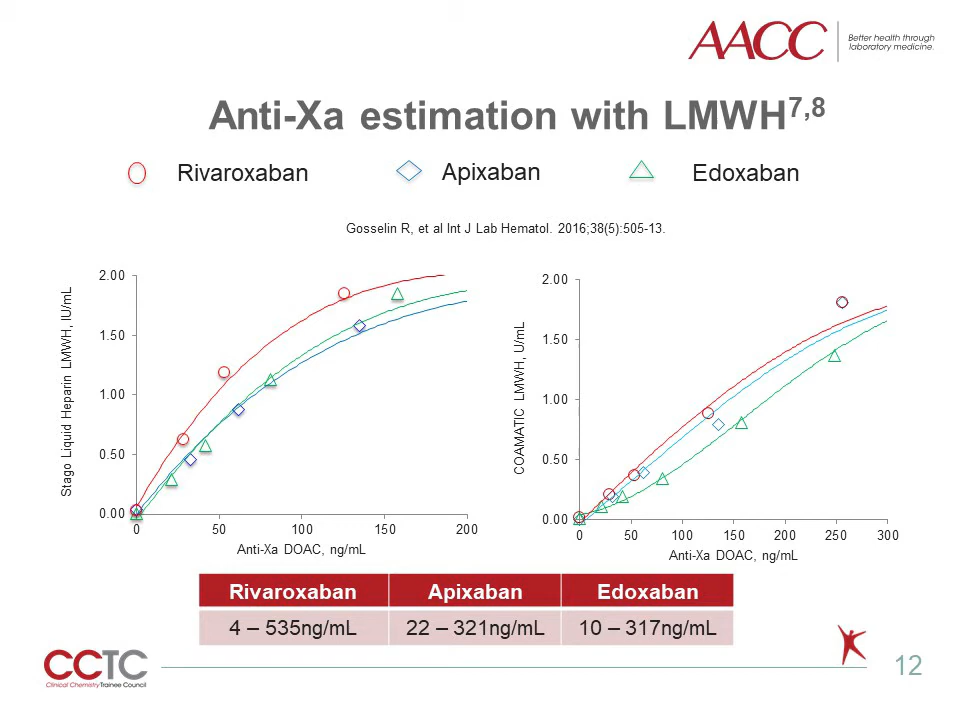 AACC
Better health through
laboratory medicine.
Anti-Xa estimation with LMWH7,8
Rivaroxaban
Apixaban
Edoxaban
Gosselin R, et al Int J Lab Hematol. 2016;38(5):505-13.
Stago Liquid Heparin LMWH, IU/mL
2.00
1.50
1.00
0.50
0.00
0 50 100 150 200
Anti-Xa DOAC, ng/mL
COAMATIC LMWH, U/mL
2.00
1.50
1.00
0.50
0.00
0 50 100 150 200 250 300
Anti-Xa DOAC, ng/mL
Rivaroxaban Apixaban Edoxaban
4 – 535ng/mL 22 – 321ng/mL 10 – 317ng/mL
CCTC
Clinical Chemistry Trainee Council
12